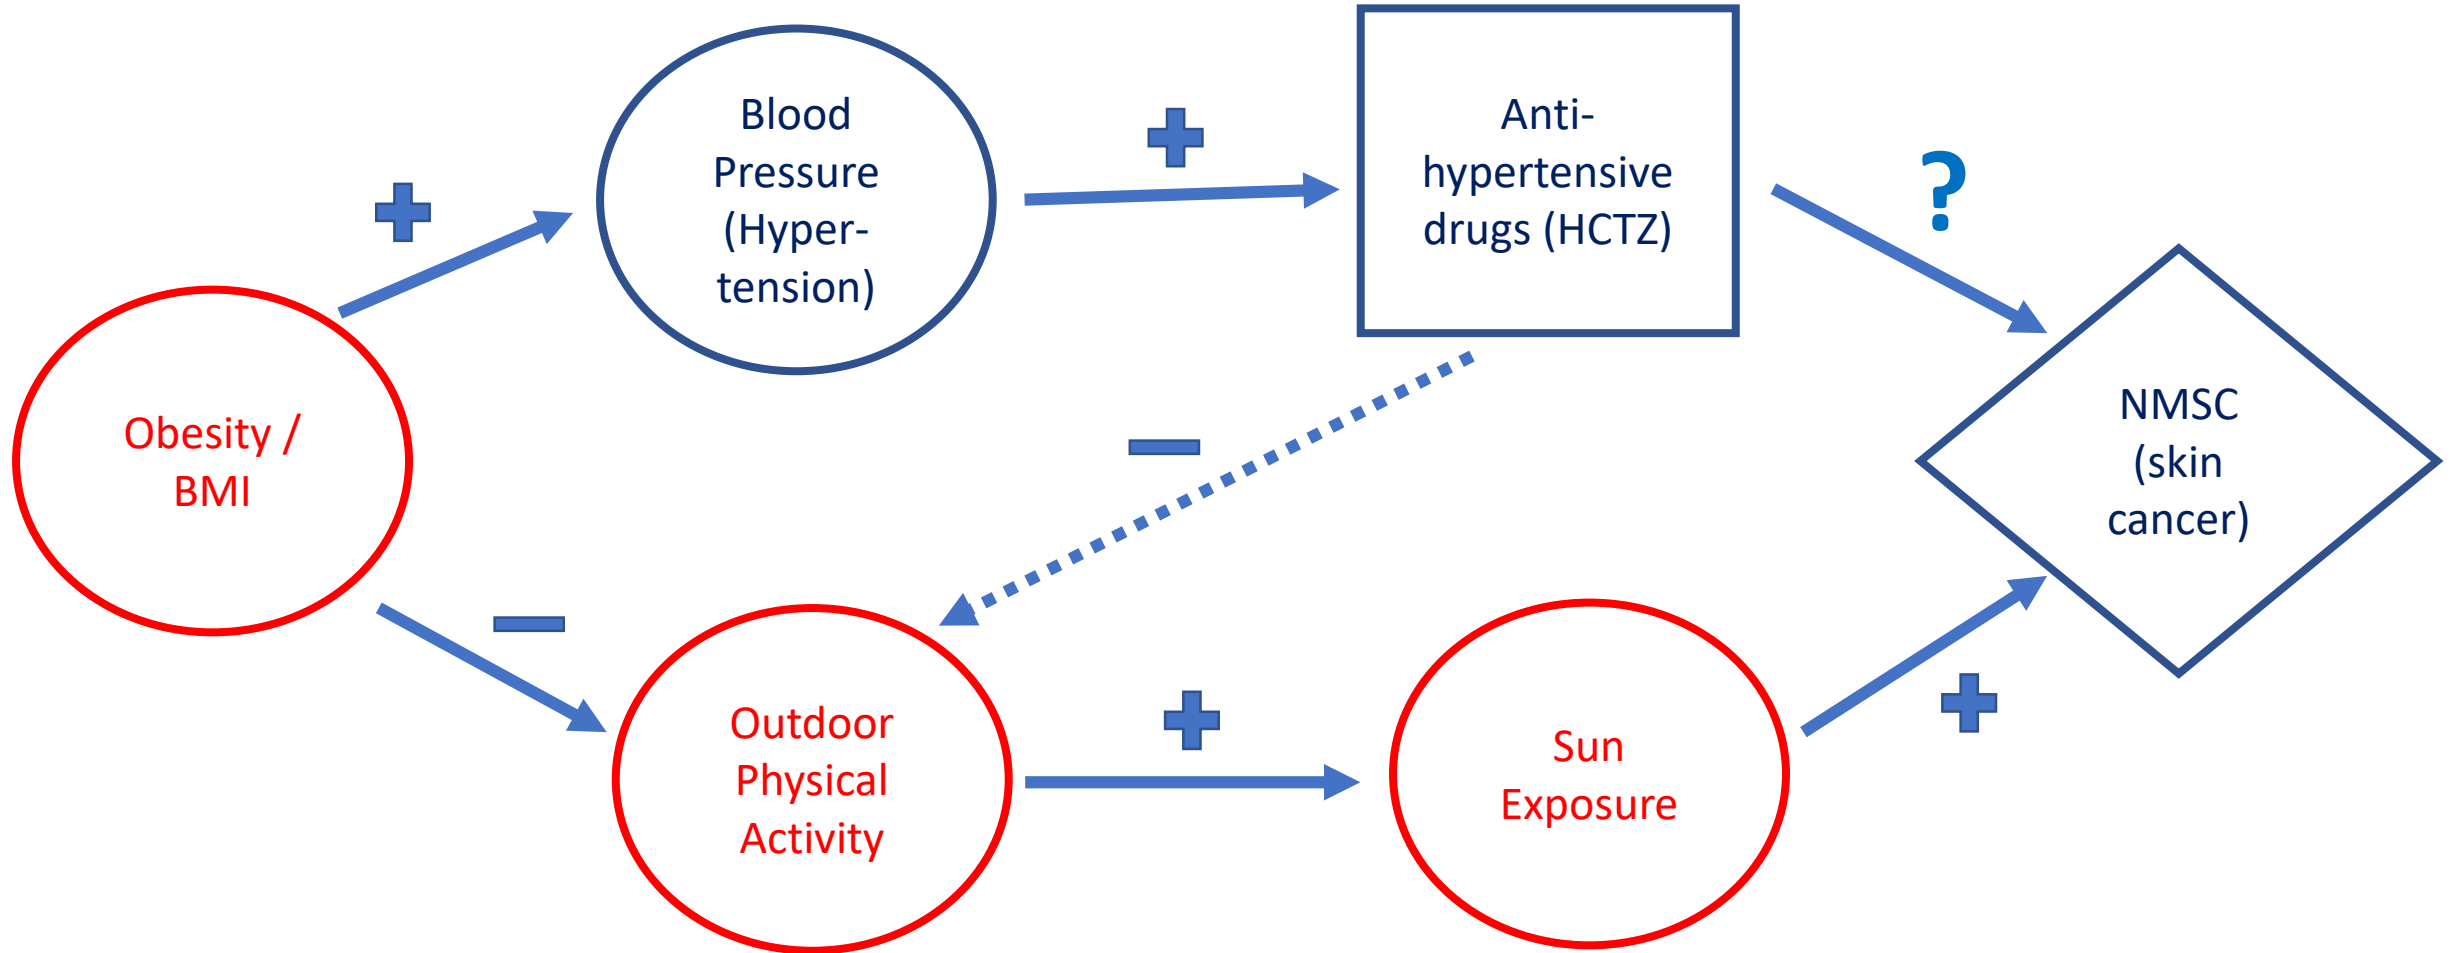 Blood
Pressure
(Hyper-
tension)
Anti-
hypertensive
drugs (HCTZ)
?
Obesity /
BMI
NMSC
(skin
cancer)
Outdoor
Physical
Activity
Sun
Exposure